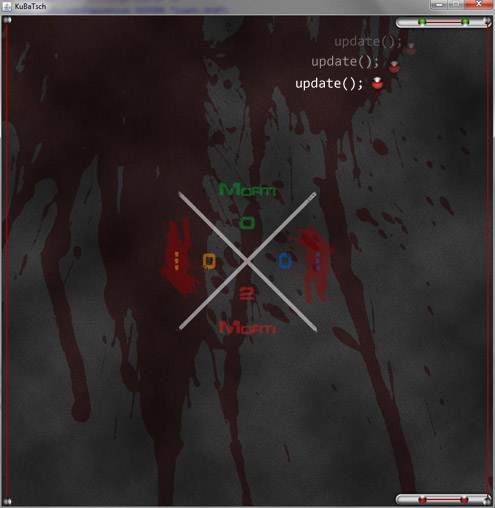 KuBaTsch
update();
update();
update();
Morti
0
0
0
2
Morti